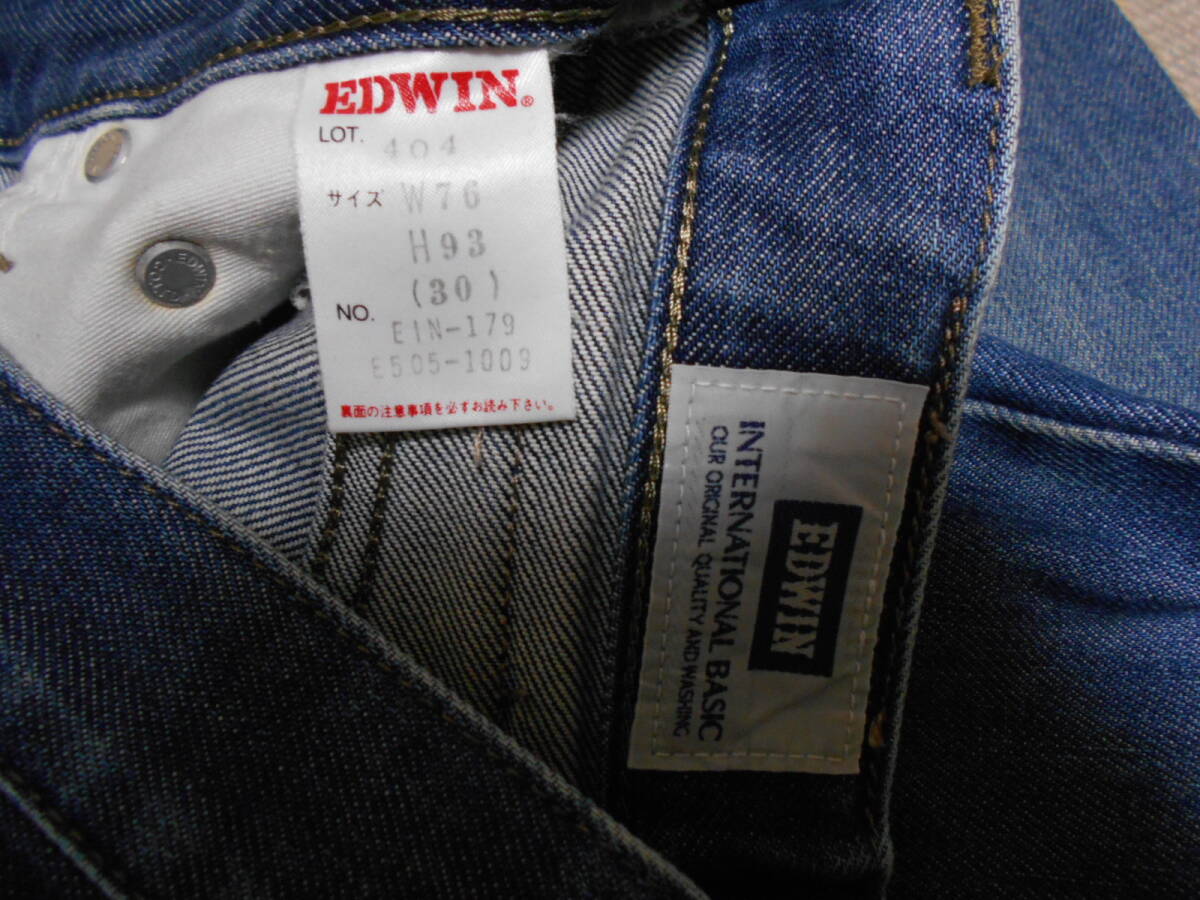 EDWIN®
LOT. 404
サイズ W76
H93
(30)
NO. EIN-179
E505-1009
裏面の注意事項を必ずお読み下さい。
EDWIN
INTERNATIONAL BASIC
OUR ORIGINAL QUALITY AND WASHING